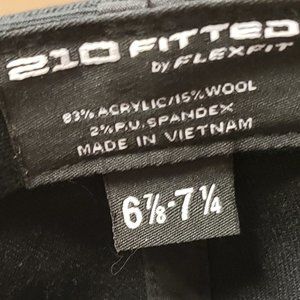 210 FITTED
by FLEXFIT
83% ACRYLIC/15% WOOL
2% P.U. SPANDEX
MADE IN VIETNAM
6⅞-7¼